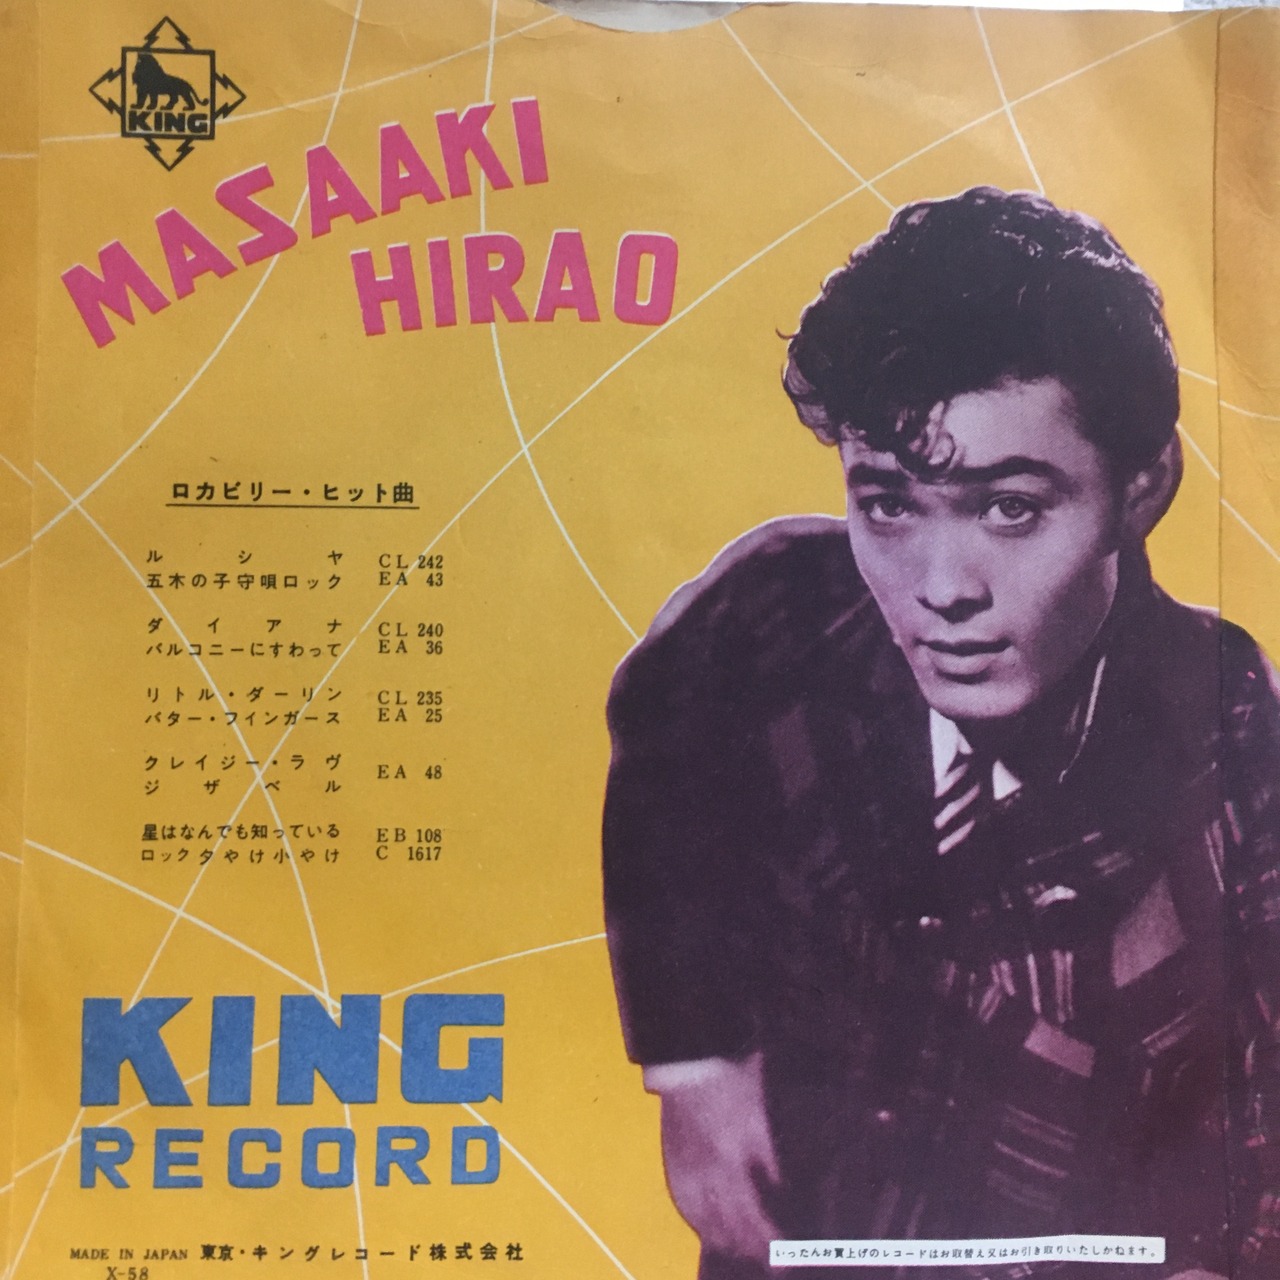 KING
MASAAKI
HIRAO
ロカビリー・ヒット曲
ルシヤ CL 242
五木の子守唄ロック EA 43
ダイアナ CL 240
バルコニーにすわって EA 36
リトル・ダーリン CL 235
バター・フインガース EA 25
クレイジー・ラヴ
ジザベル EA 48
星はなんでも知っている EB 108
ロック夕やけ小やけ C 1617
KING
RECORD
MADE IN JAPAN 東京・キングレコード株式会社
X-58
いったんお買上げのレコードはお取替え又はお引き取りいたしかねます。